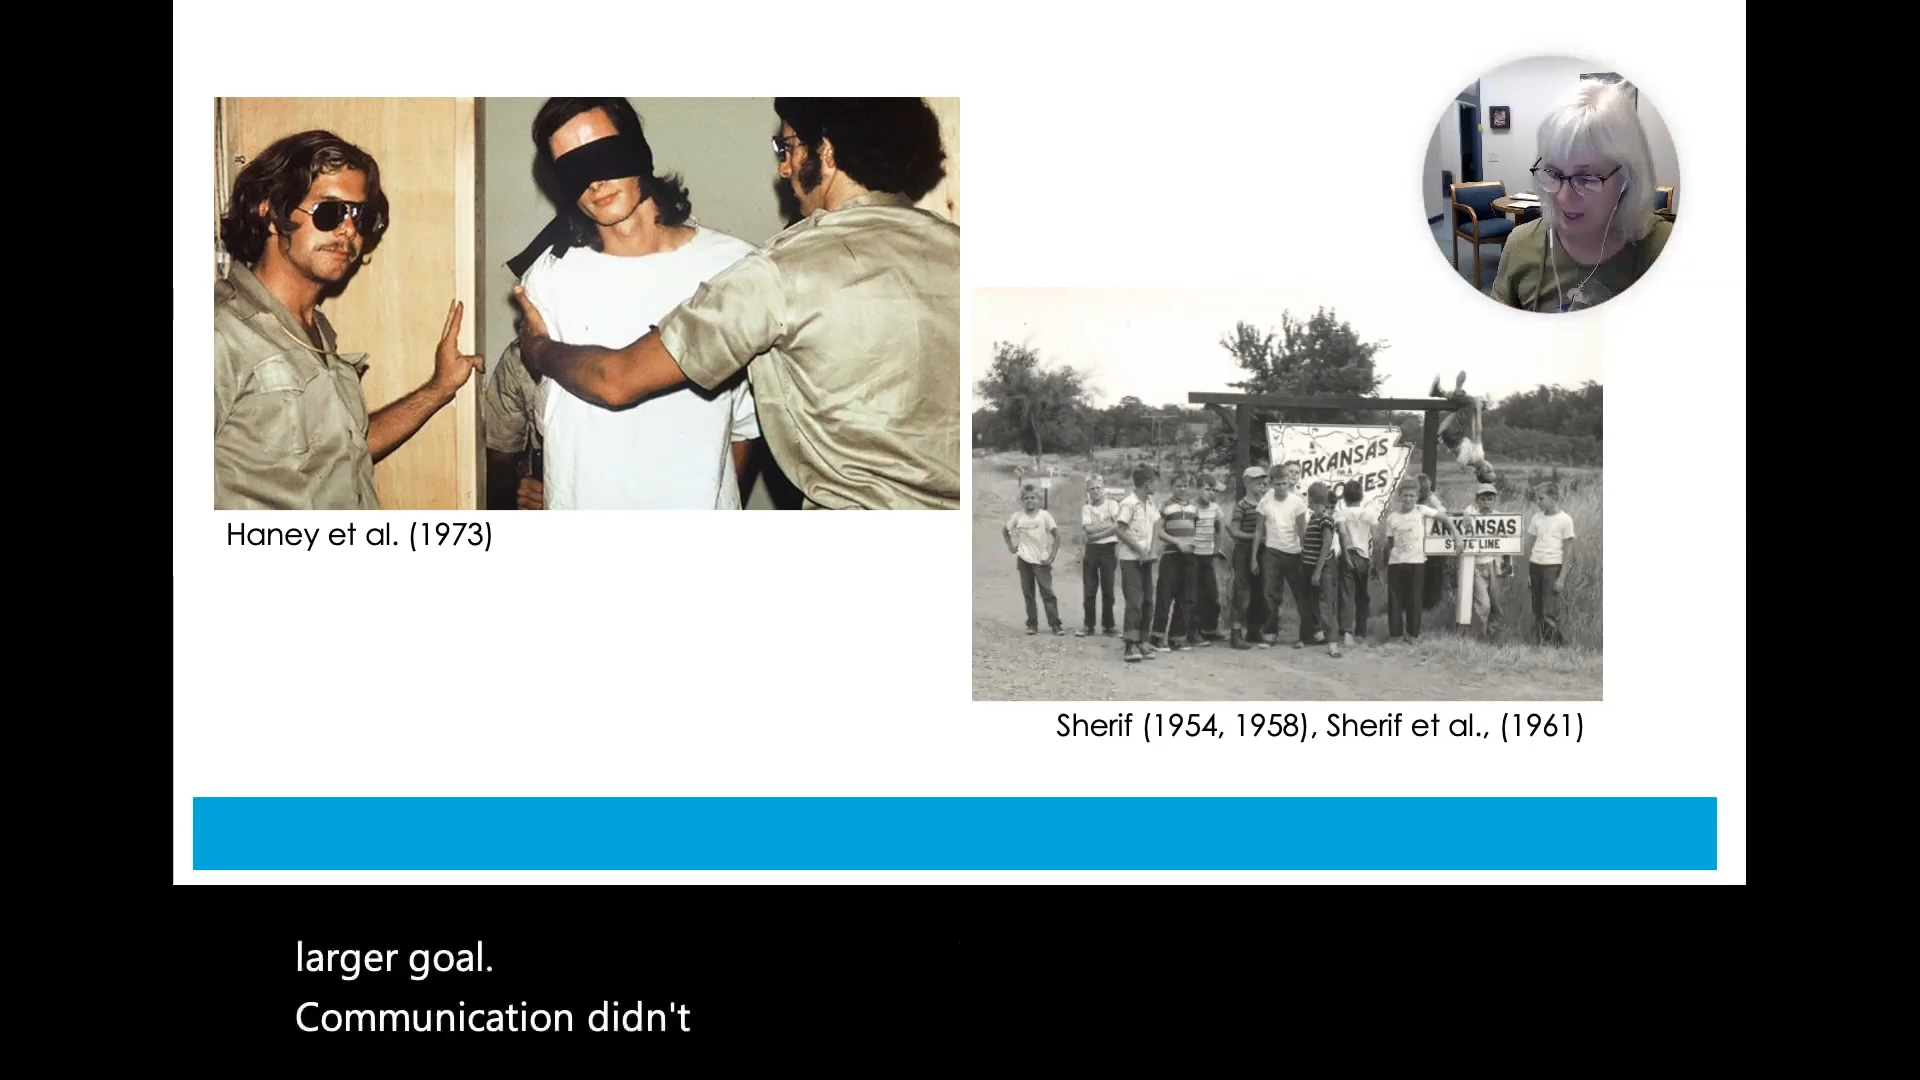 Haney et al. (1973)
ARKANSAS
ARKANSAS
STATE LINE
Sherif (1954, 1958), Sherif et al., (1961)
larger goal.
Communication didn't